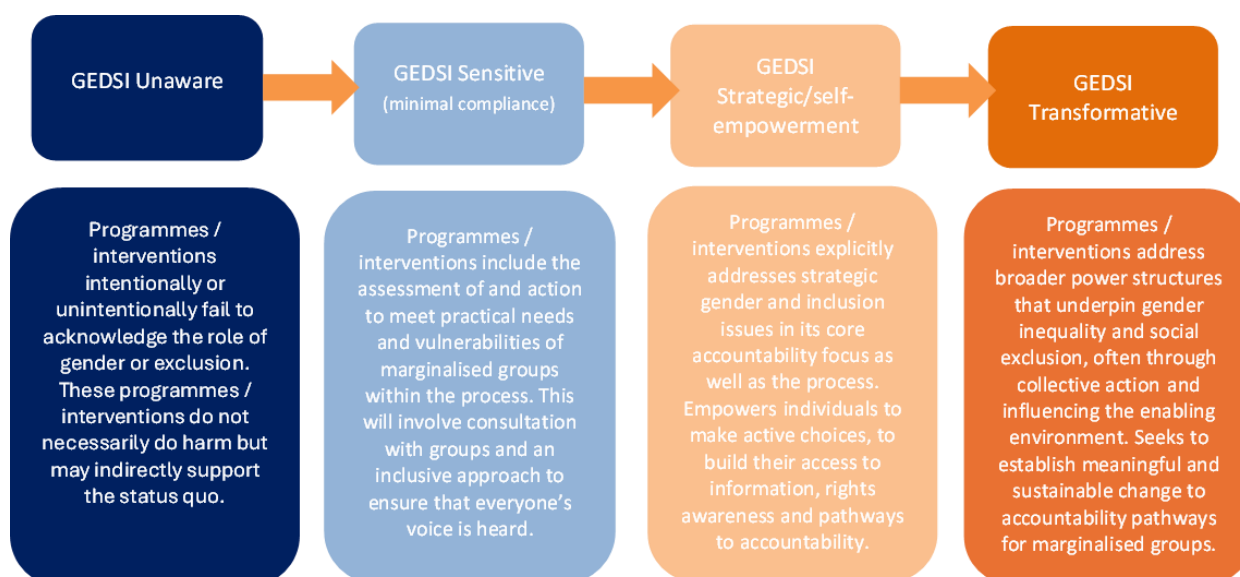 GEDSI Unaware
GEDSI Sensitive
(minimal compliance)
GEDSI
Strategic/self-
empowerment
GEDSI
Transformative
Programmes /
interventions
intentionally or
unintentionally fail to
acknowledge the role of
gender or exclusion.
These programmes /
interventions do not
necessarily do harm but
may indirectly support
the status quo.
Programmes /
interventions include the
assessment of and action
to meet practical needs
and vulnerabilities of
marginalised groups
within the process. This
will involve consultation
with groups and an
inclusive approach to
ensure that everyone’s
voice is heard.
Programmes /
interventions explicitly
addresses strategic
gender and inclusion
issues in its core
accountability focus as
well as the process.
Empowers individuals to
make active choices, to
build their access to
information, rights
awareness and pathways
to accountability.
Programmes /
interventions address
broader power structures
that underpin gender
inequality and social
exclusion, often through
collective action and
influencing the enabling
environment. Seeks to
establish meaningful and
sustainable change to
accountability pathways
for marginalised groups.